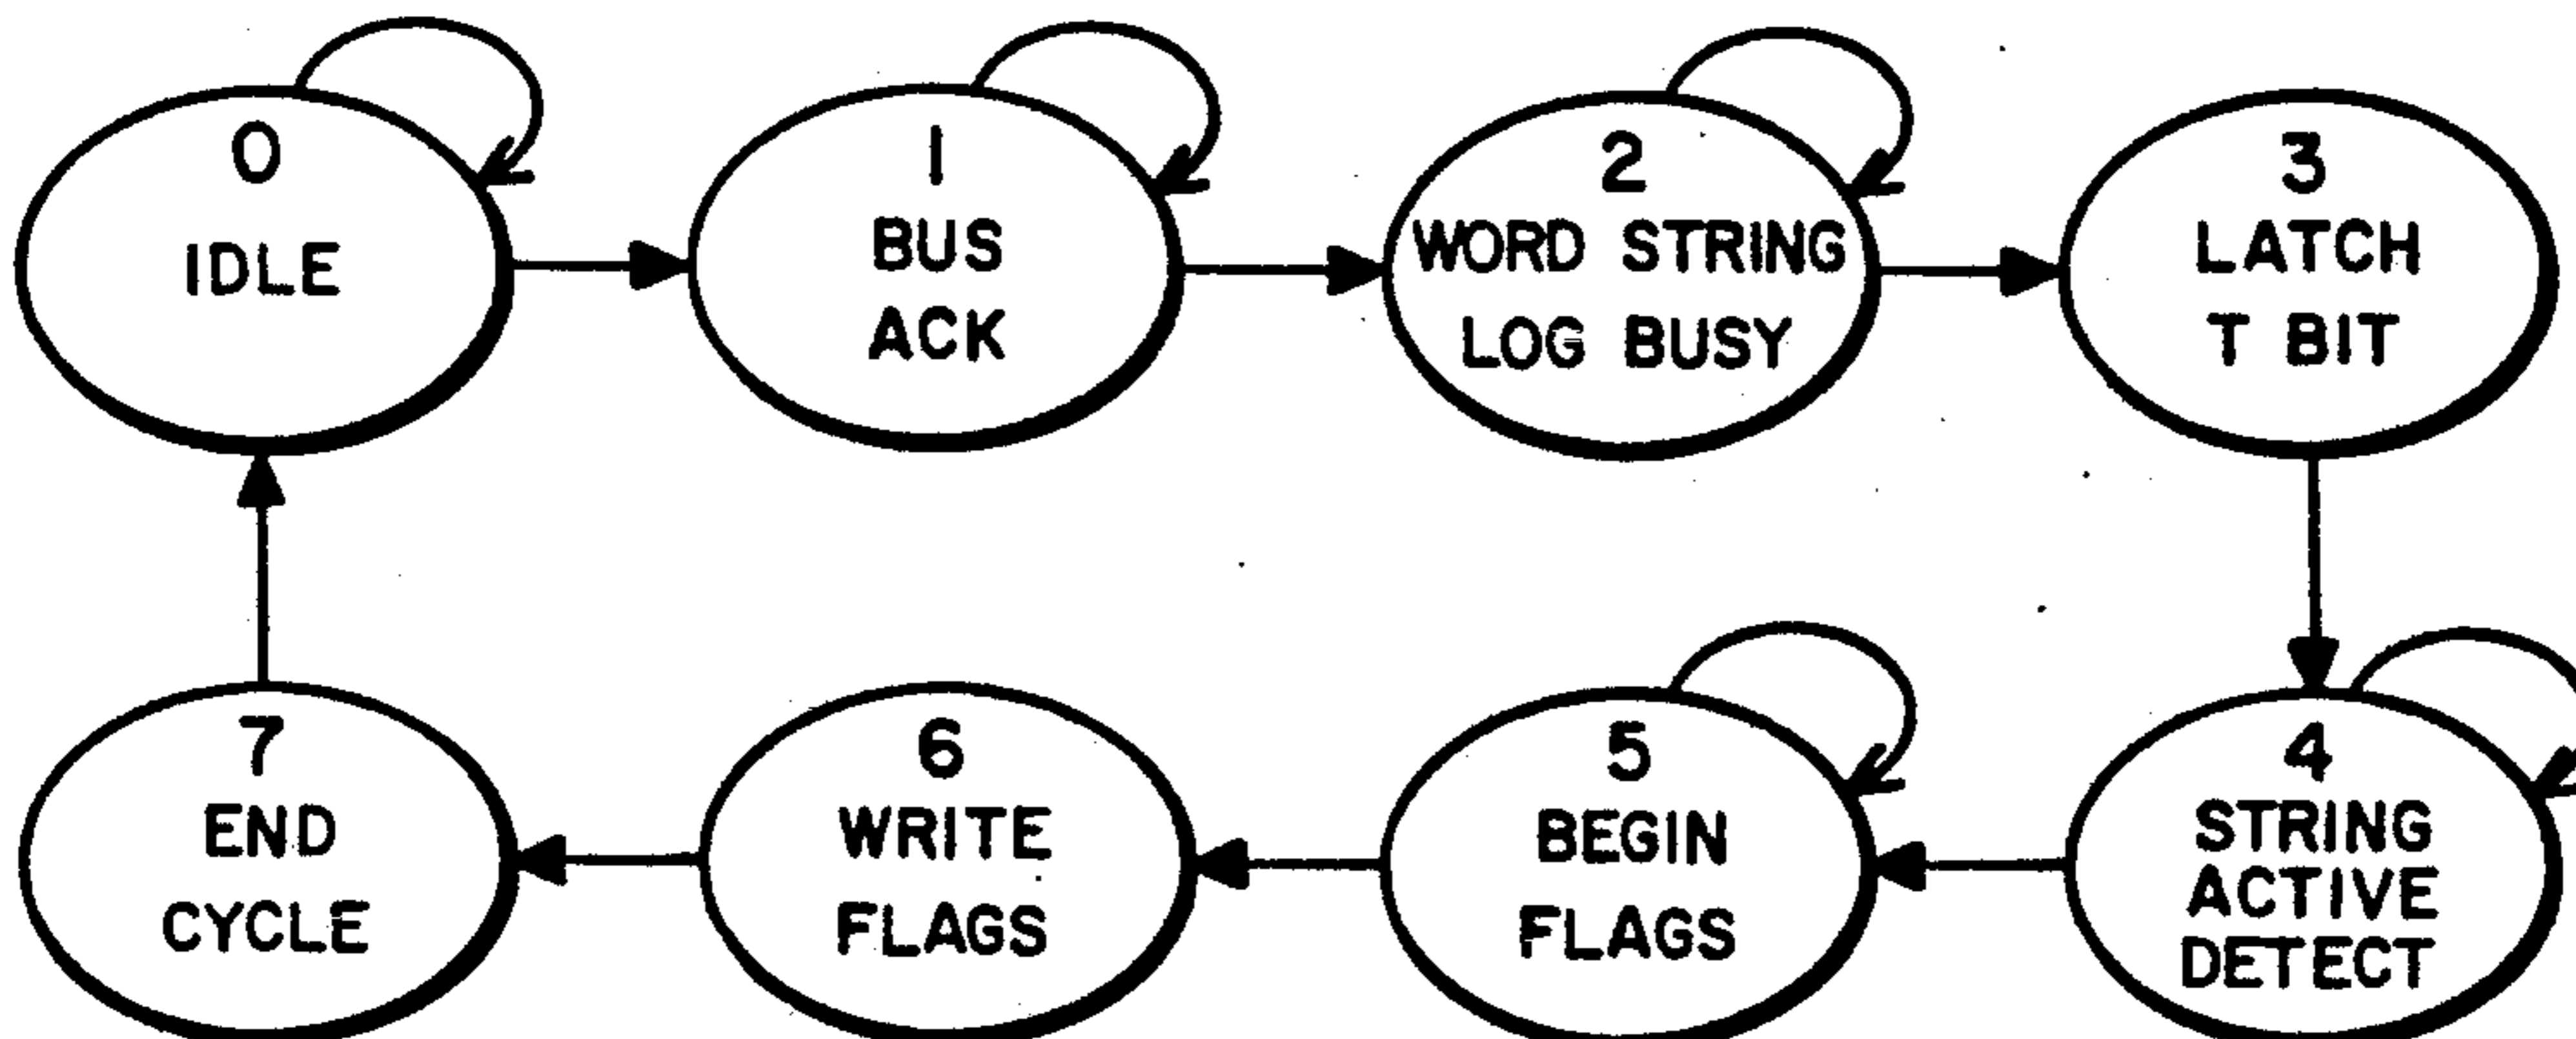 0
IDLE
1
BUS
ACK
2
WORD STRING
LOG BUSY
3
LATCH
T BIT
7
END
CYCLE
6
WRITE
FLAGS
5
BEGIN
FLAGS
4
STRING
ACTIVE
DETECT